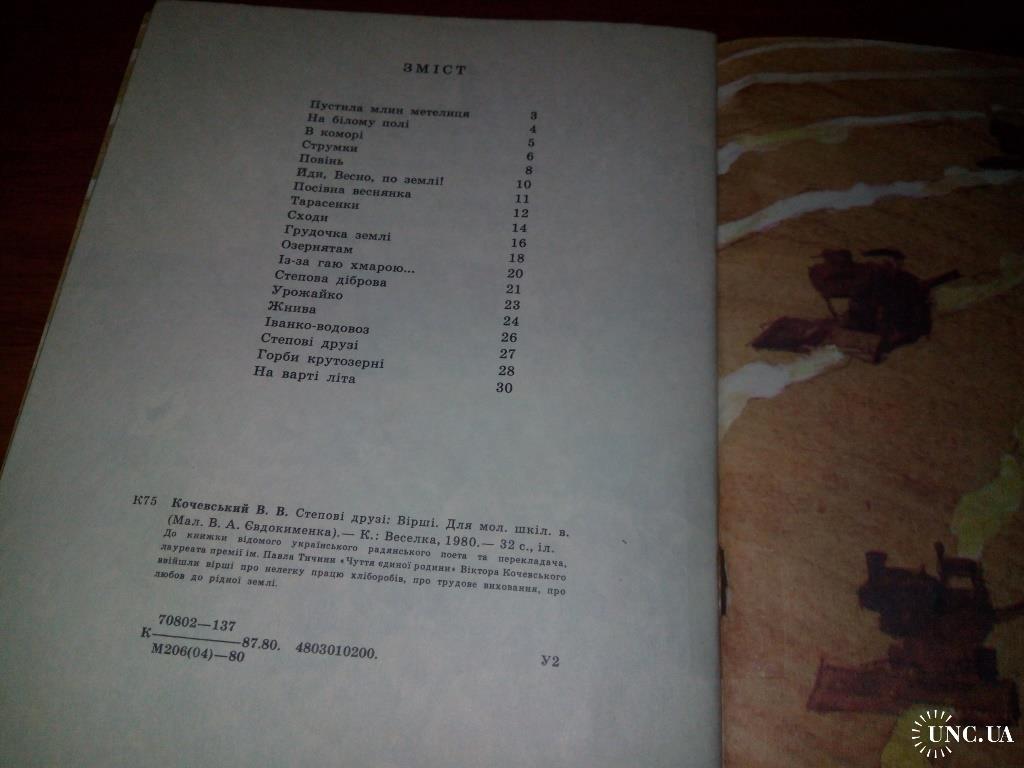 ЗМІСТ
Пустила млин метелиця 3
На білому полі 4
В коморі 5
Струмки 6
Повінь 8
Йди, Весно, по землі! 10
Посівна веснянка 11
Тарасенки 12
Сходи 14
Грудочка землі 16
Озернятам 18
Із-за гаю хмарою... 20
Степова діброва 21
Урожайко 23
Жнива 24
Іванко-водовоз 26
Степові друзі 27
Горби крутозерні 28
На варті літа 30
К75 Кочевський В. В. Степові друзі: Вірші. Для мол. шкіл. в.
(Мал. В. А. Євдокименка).— К.: Веселка, 1980.— 32 с., іл.
До книжки відомого українського радянського поета та перекладача,
лауреата премії ім. Павла Тичини «Чуття єдиної родини» Віктора Кочевського
ввійшли вірші про нелегку працю хліборобів, про трудове виховання, про
любов до рідної землі.
70802—137
К————87.80. 4803010200.
М206(04)—80
У2
UNC.UA